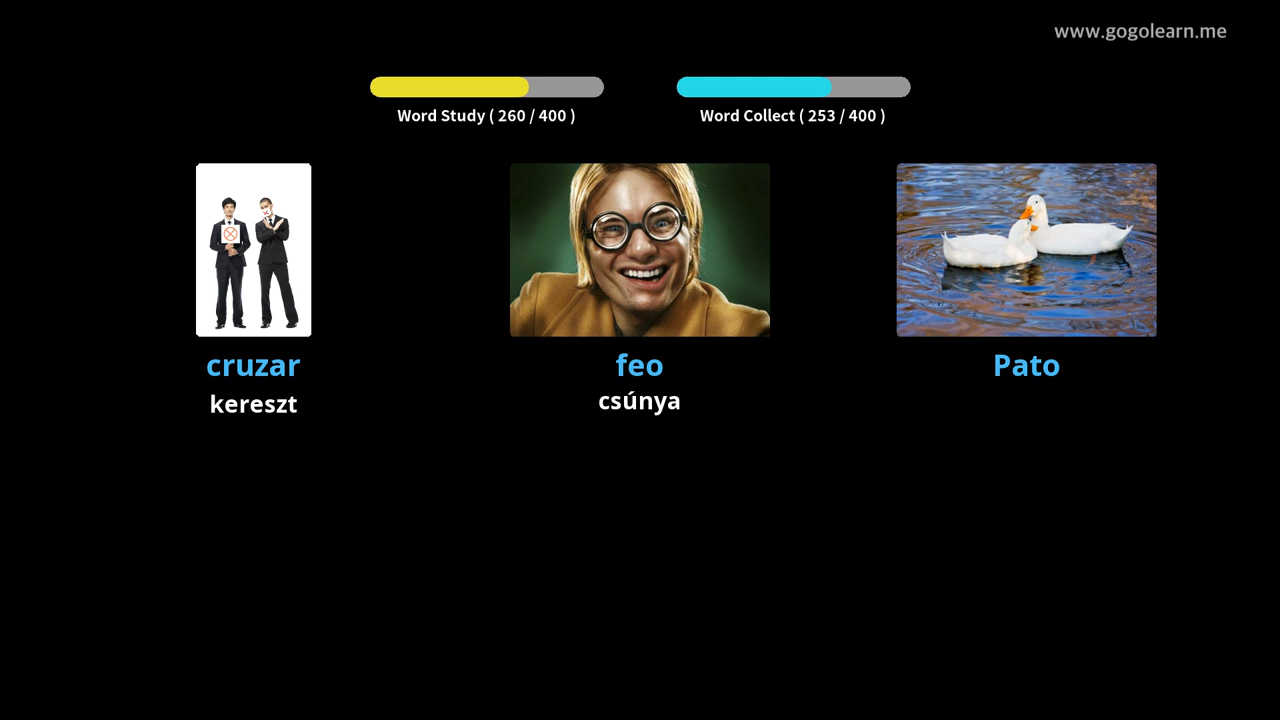 www.gogolearn.me
Word Study ( 260 / 400 )
Word Collect ( 253 / 400 )
cruzar
kereszt
feo
csúnya
Pato